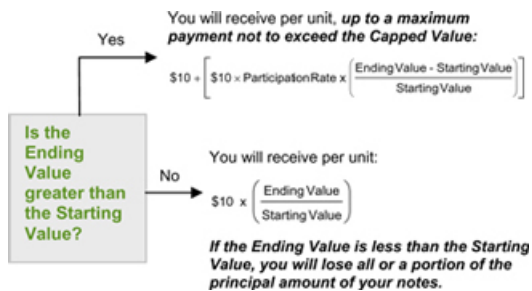 You will receive per unit, up to a maximum
payment not to exceed the Capped Value:
Yes
$10 + [ $10 × Participation Rate x ( Ending Value - Starting Value / Starting Value ) ]
Is the
Ending
Value
greater than
the Starting
Value?
No
You will receive per unit:
$10 x ( Ending Value / Starting Value )
If the Ending Value is less than the Starting
Value, you will lose all or a portion of the
principal amount of your notes.